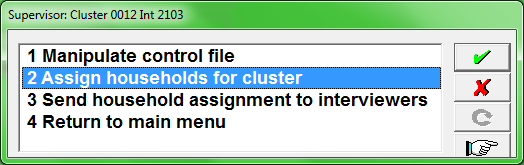 Supervisor: Cluster 0012 Int 2103
1 Manipulate control file
2 Assign households for cluster
3 Send household assignment to interviewers
4 Return to main menu